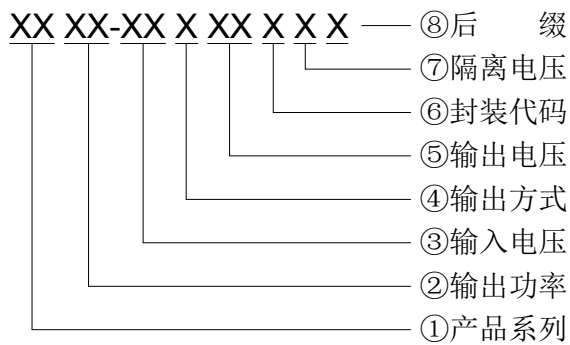 XX XX-XX X XX X X X
⑧后 缀
⑦隔离电压
⑥封装代码
⑤输出电压
④输出方式
③输入电压
②输出功率
①产品系列